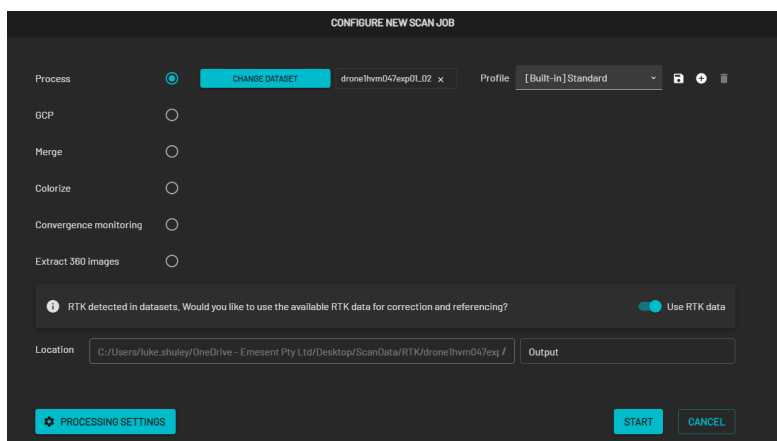 CONFIGURE NEW SCAN JOB
Process
CHANGE DATASET
drone1hvm047exp01_02 ×
Profile
[Built-in] Standard
GCP
Merge
Colorize
Convergence monitoring
Extract 360 images
RTK detected in datasets, Would you like to use the available RTK data for correction and referencing?
Use RTK data
Location
C:/Users/luke.shuley/OneDrive - Emesent Pty Ltd/Desktop/ScanData/RTK/drone1hvm047exp /
Output
PROCESSING SETTINGS
START
CANCEL